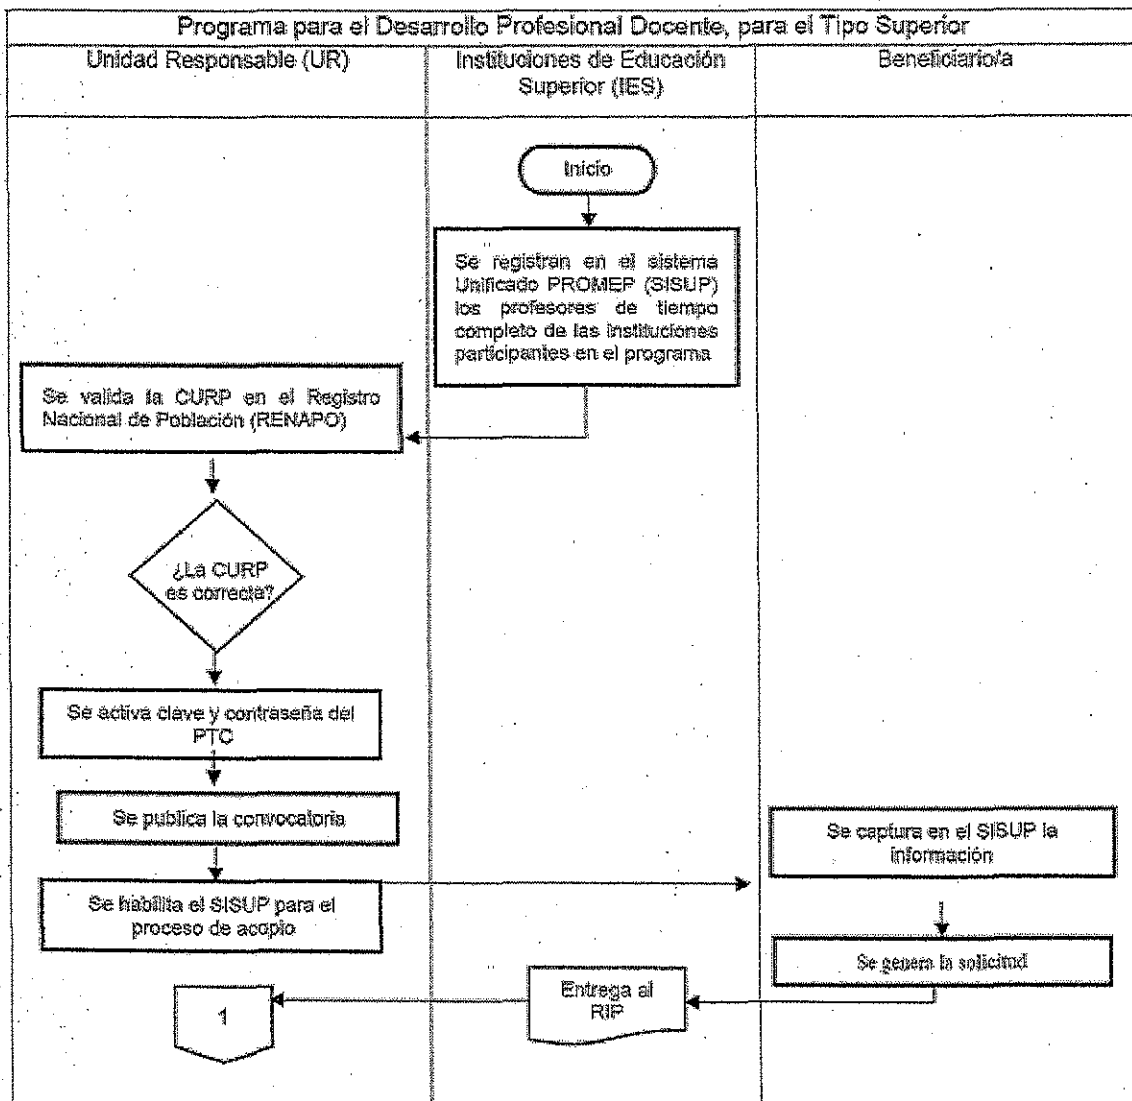 Programa para el Desarrollo Profesional Docente, para el Tipo Superior
Unidad Responsable (UR)
Instituciones de Educación
Superior (IES)
Beneficiario/a
Inicio
Se registran en el sistema
Unificado PROMEP (SISUP)
los profesores de tiempo
completo de las instituciones
participantes en el programa
Se valida la CURP en el Registro
Nacional de Población (RENAPO)
¿La CURP
es correcta?
Se activa clave y contraseña del
PTC
Se publica la convocatoria
Se habilita el SISUP para el
proceso de acopio
Se captura en el SISUP la
información
Se genera la solicitud
Entrega al
RIP
1